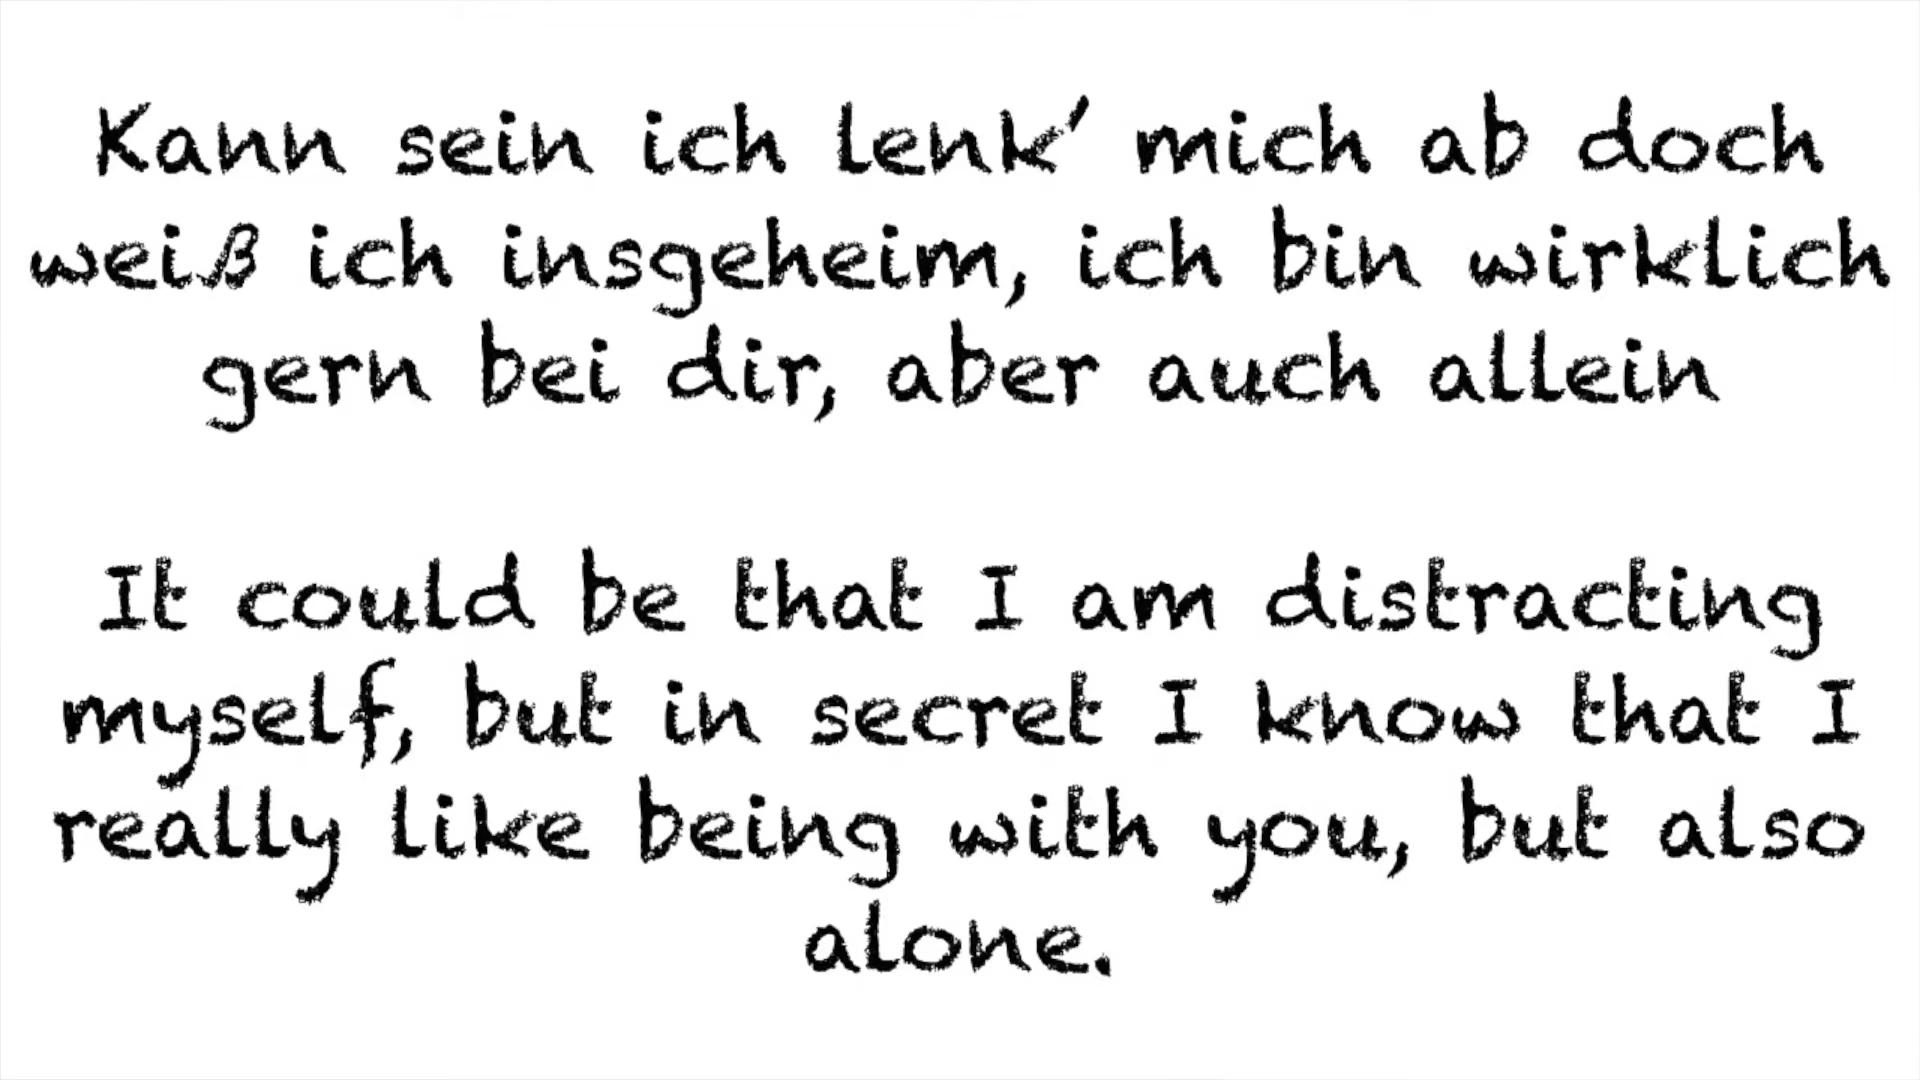 Kann sein ich lenk' mich ab doch
weiß ich insgeheim, ich bin wirklich
gern bei dir, aber auch allein
It could be that I am distracting
myself, but in secret I know that I
really like being with you, but also
alone.